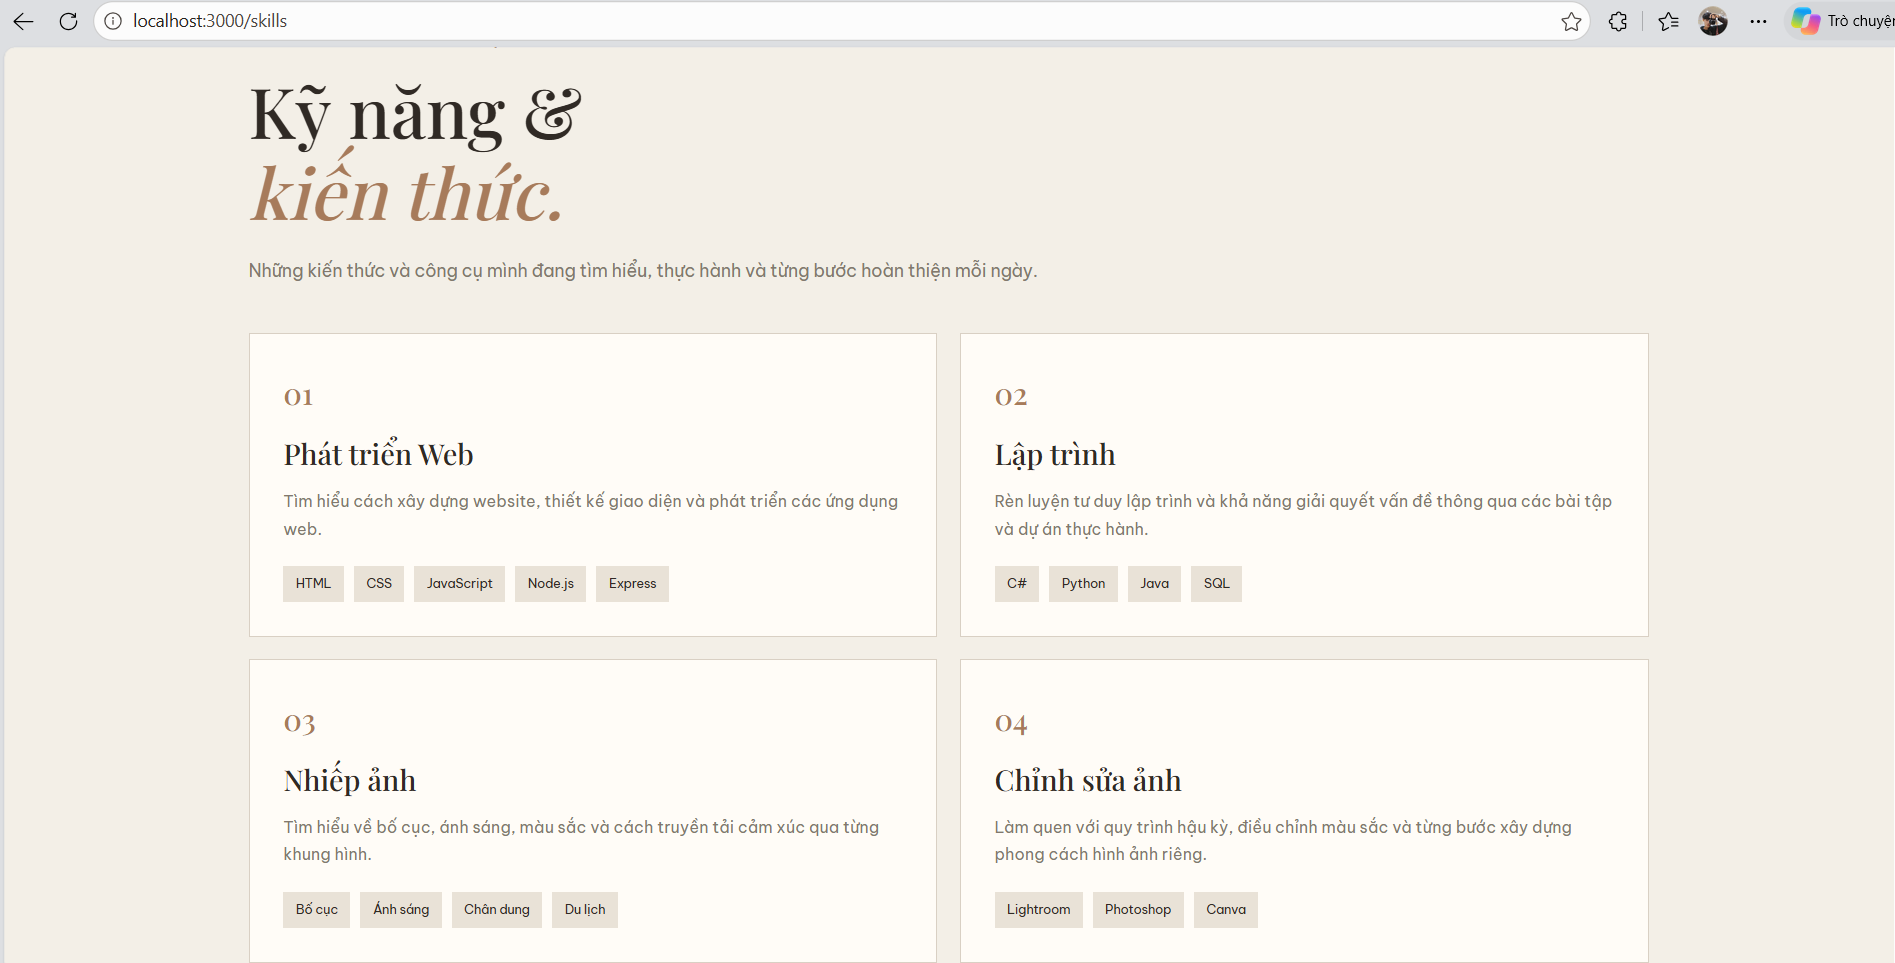 localhost:3000/skills
Trò chuyện
Kỹ năng &
kiến thức.
Những kiến thức và công cụ mình đang tìm hiểu, thực hành và từng bước hoàn thiện mỗi ngày.
01
Phát triển Web
Tìm hiểu cách xây dựng website, thiết kế giao diện và phát triển các ứng dụng
web.
HTML CSS JavaScript Node.js Express
02
Lập trình
Rèn luyện tư duy lập trình và khả năng giải quyết vấn đề thông qua các bài tập
và dự án thực hành.
C# Python Java SQL
03
Nhiếp ảnh
Tìm hiểu về bố cục, ánh sáng, màu sắc và cách truyền tải cảm xúc qua từng
khung hình.
Bố cục Ánh sáng Chân dung Du lịch
04
Chỉnh sửa ảnh
Làm quen với quy trình hậu kỳ, điều chỉnh màu sắc và từng bước xây dựng
phong cách hình ảnh riêng.
Lightroom Photoshop Canva